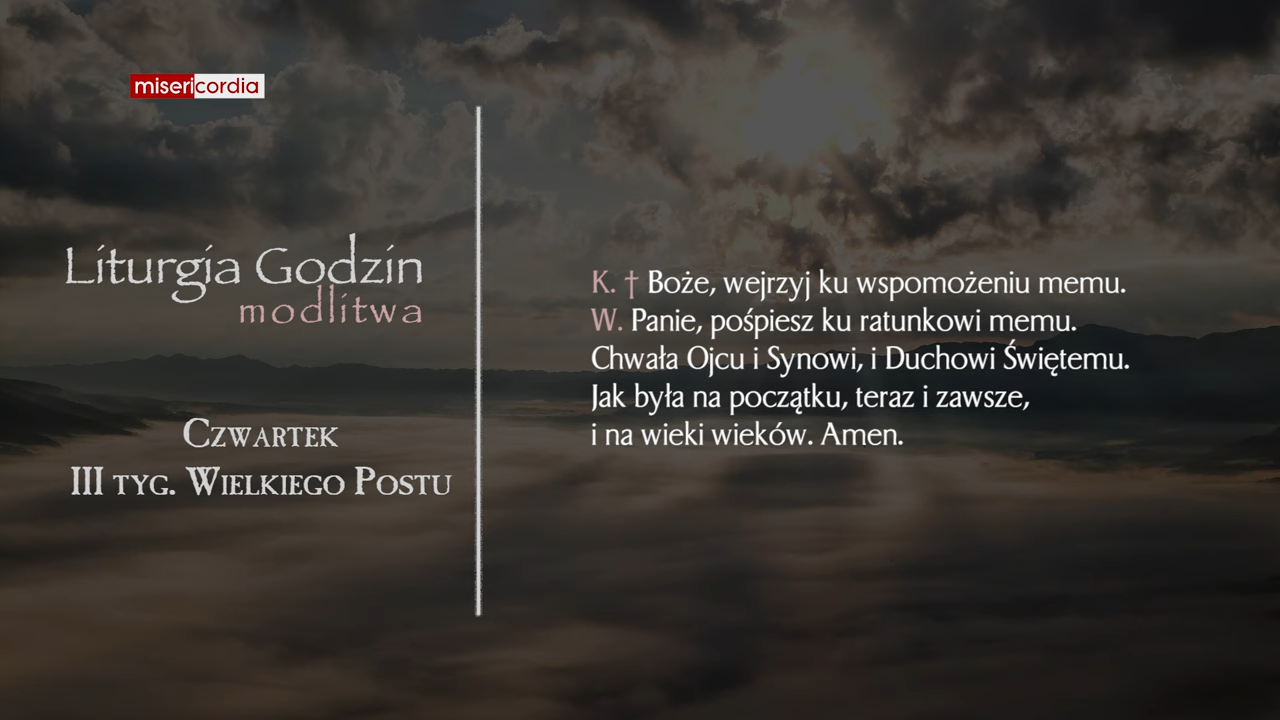 misericordia
Liturgia Godzin
modlitwa
Czwartek
III tyg. Wielkiego Postu
K. † Boże, wejrzyj ku wspomożeniu memu.
W. Panie, pośpiesz ku ratunkowi memu.
Chwała Ojcu i Synowi, i Duchowi Świętemu.
Jak była na początku, teraz i zawsze,
i na wieki wieków. Amen.